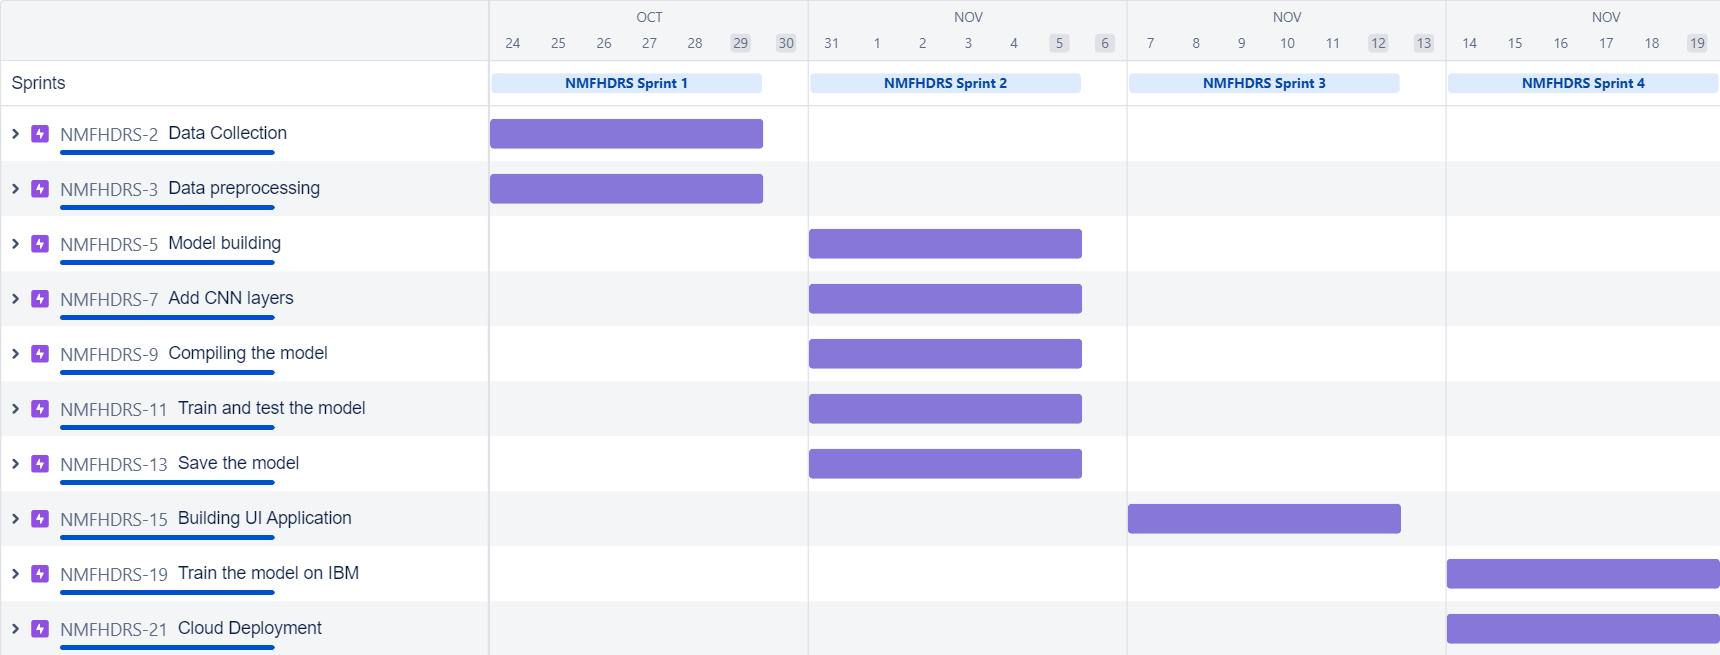 OCT NOV NOV NOV
24 25 26 27 28 29 30 31 1 2 3 4 5 6 7 8 9 10 11 12 13 14 15 16 17 18 19
Sprints NMFHDRS Sprint 1 NMFHDRS Sprint 2 NMFHDRS Sprint 3 NMFHDRS Sprint 4
NMFHDRS-2 Data Collection
NMFHDRS-3 Data preprocessing
NMFHDRS-5 Model building
NMFHDRS-7 Add CNN layers
NMFHDRS-9 Compiling the model
NMFHDRS-11 Train and test the model
NMFHDRS-13 Save the model
NMFHDRS-15 Building UI Application
NMFHDRS-19 Train the model on IBM
NMFHDRS-21 Cloud Deployment